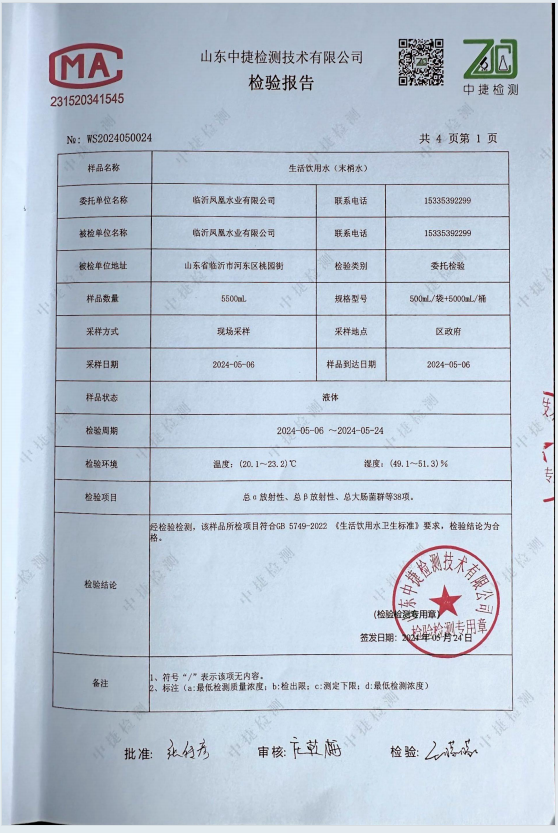 MA
231520341545
山东中捷检测技术有限公司
检验报告
中捷检测
№: WS2024050024
共 4 页第 1 页
样品名称 生活饮用水（末梢水）
委托单位名称 临沂凤凰水业有限公司 联系电话 15335392299
被检单位名称 临沂凤凰水业有限公司 联系电话 15335392299
被检单位地址 山东省临沂市河东区桃园街 检验类别 委托检验
样品数量 5500mL 规格型号 500mL/袋+5000mL/桶
采样方式 现场采样 采样地点 区政府
采样日期 2024-05-06 样品到达日期 2024-05-06
样品状态 液体
检验周期 2024-05-06 ～2024-05-24
检验环境 温度:（20.1～23.2)℃ 湿度:（49.1～51.3)％
检验项目 总α放射性、总β放射性、总大肠菌群等38项。
检验结论
经检验检测，该样品所检项目符合GB 5749-2022 《生活饮用水卫生标准》要求，检验结论为合
格。
山东中捷检测技术有限公司
（检验检测专用章）
检验检测专用章
签发日期: 2024年05月24日
备注
1、符号“/”表示该项无内容。
2、标注（a:最低检测质量浓度; b:检出限; c:测定下限; d:最低检测浓度）
批准:
审核:
检验: